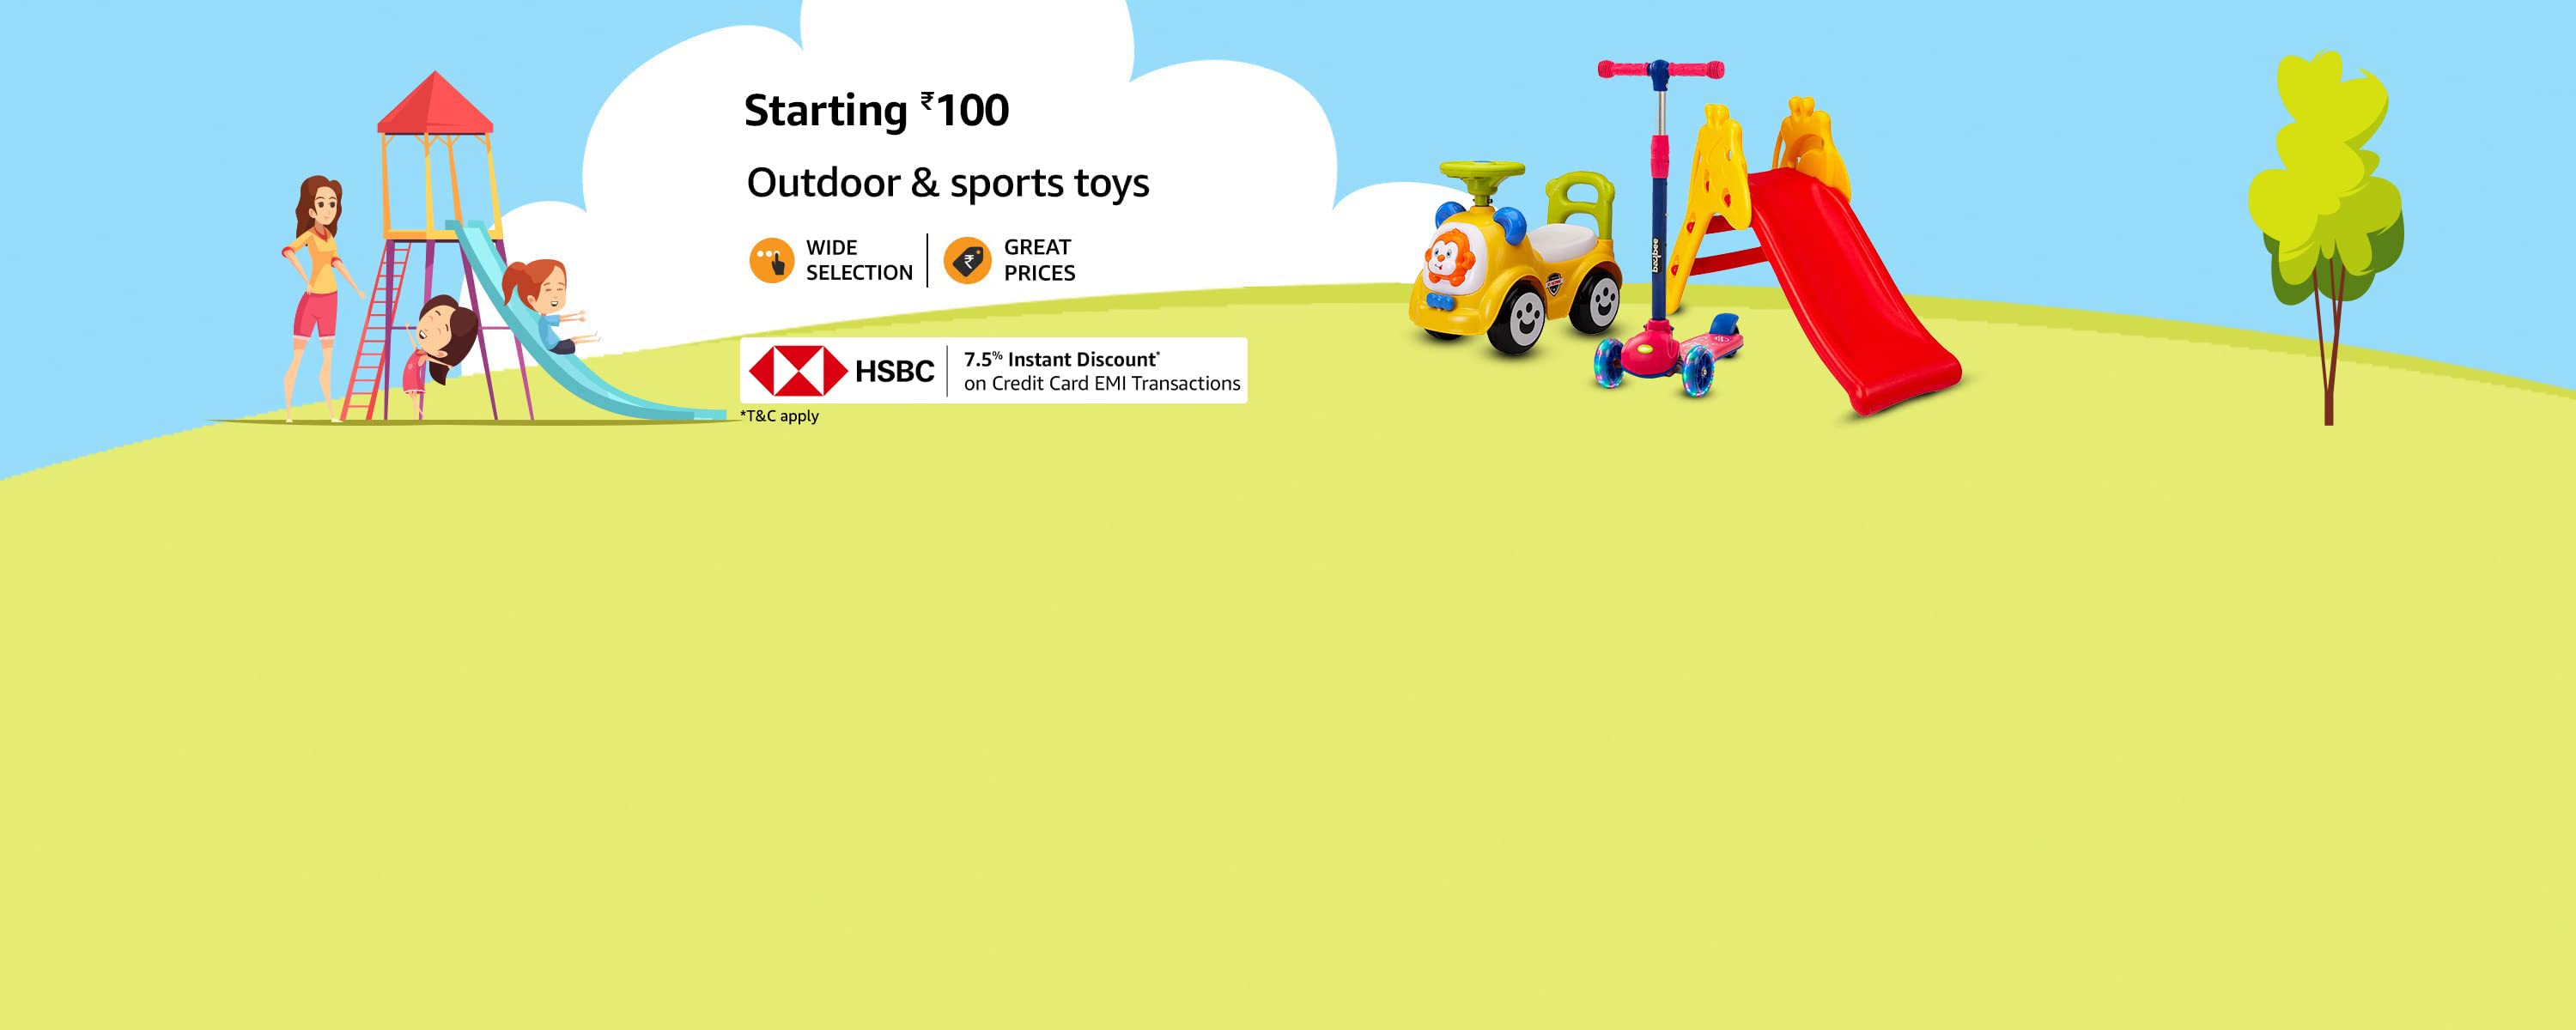 Starting ₹100
Outdoor & sports toys
WIDE
SELECTION
GREAT
PRICES
HSBC
7.5% Instant Discount*
on Credit Card EMI Transactions
*T&C apply
baybee